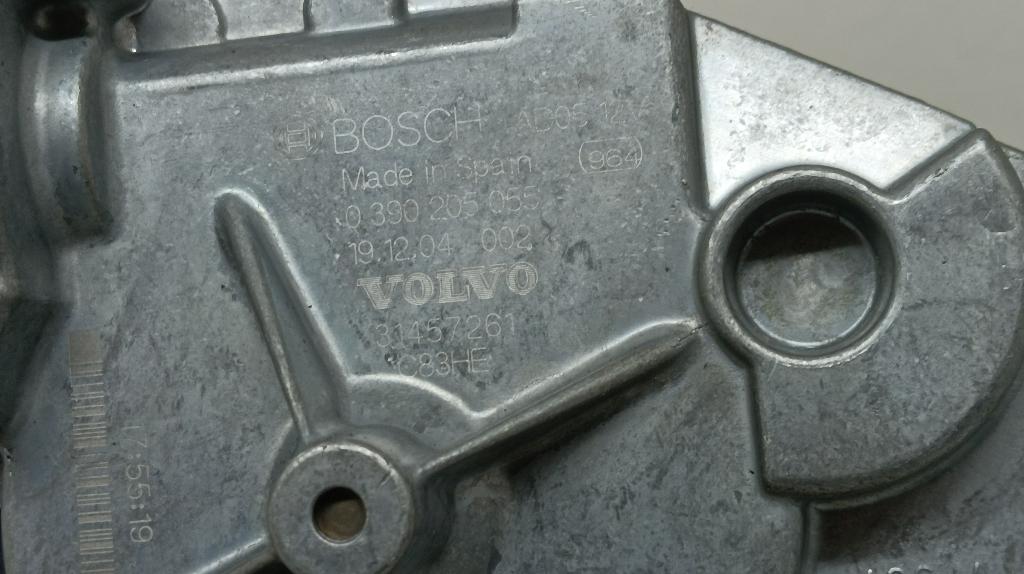 BOSCH
Made in Spain 964
0 390 205 055
19.12.04 002
VOLVO
31457261
C83HE
17:55:19